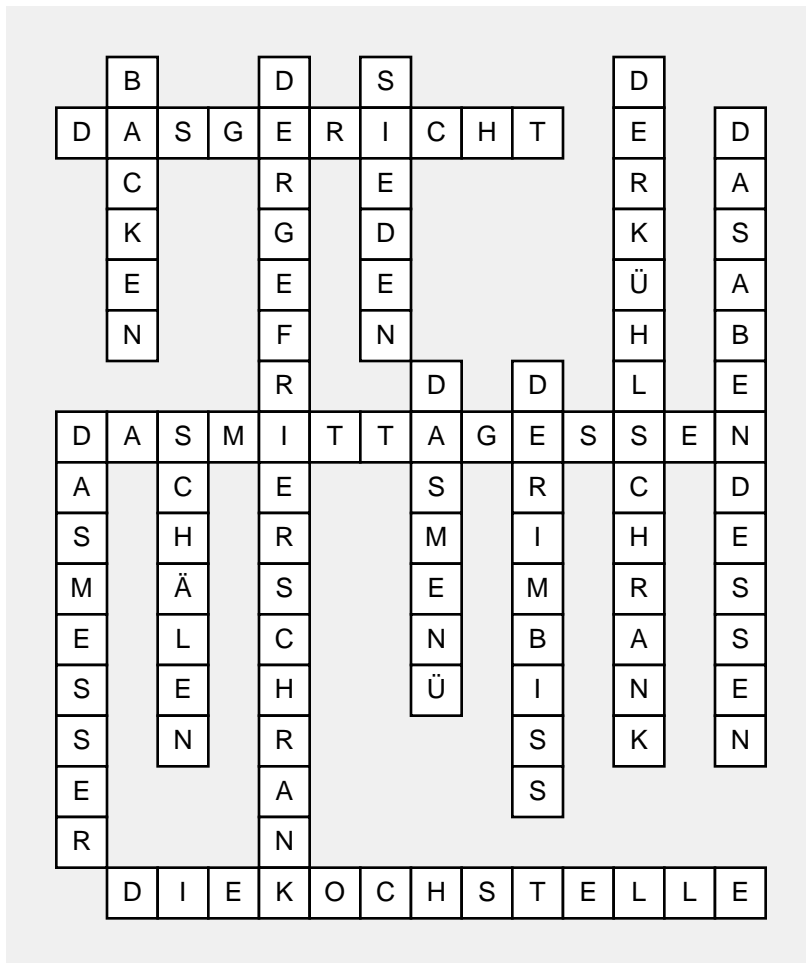 BACKEN
DERGEFRIERSCHRANK
SIEDEN
DERKÜHLSCHRANK
DASGERICHT
DASABENDESSEN
DASMENÜ
DERIMBISS
DASMITTAGESSEN
DASMESSER
SCHÄLEN
DIEKOCHSTELLE